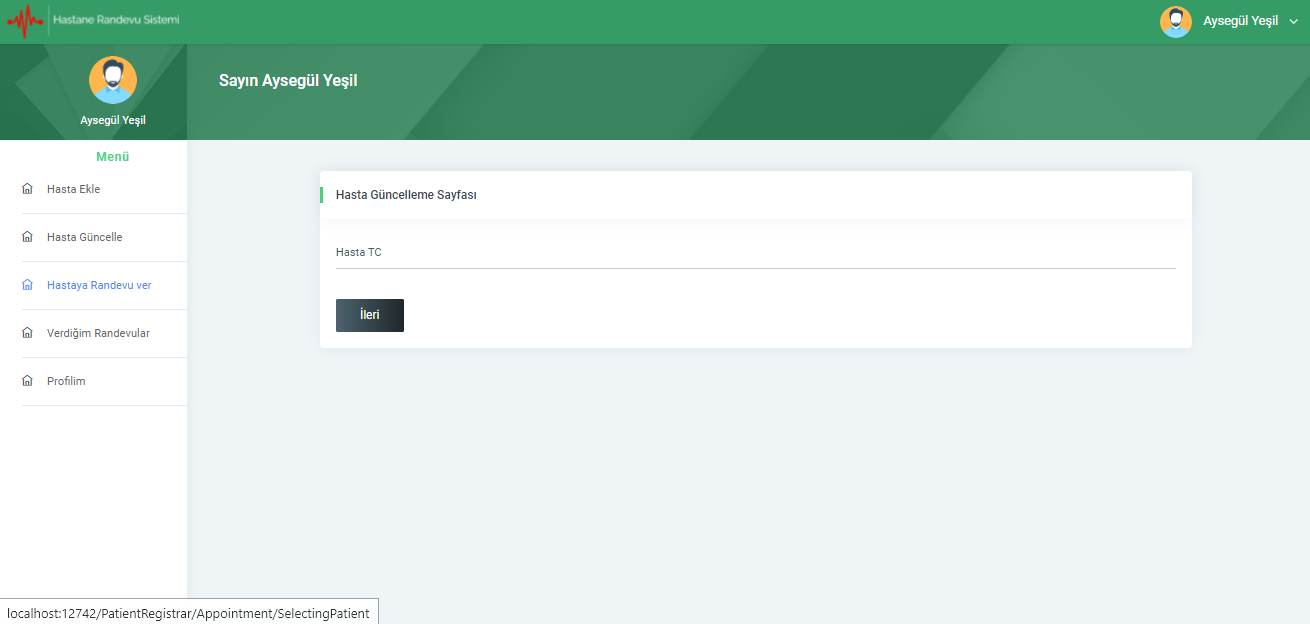 Hastane Randevu Sistemi
Aysegül Yeşil
Aysegül Yeşil
Sayın Aysegül Yeşil
Menü
Hasta Ekle
Hasta Güncelle
Hastaya Randevu ver
Verdiğim Randevular
Profilim
Hasta Güncelleme Sayfası
Hasta TC
İleri
localhost:12742/PatientRegistrar/Appointment/SelectingPatient